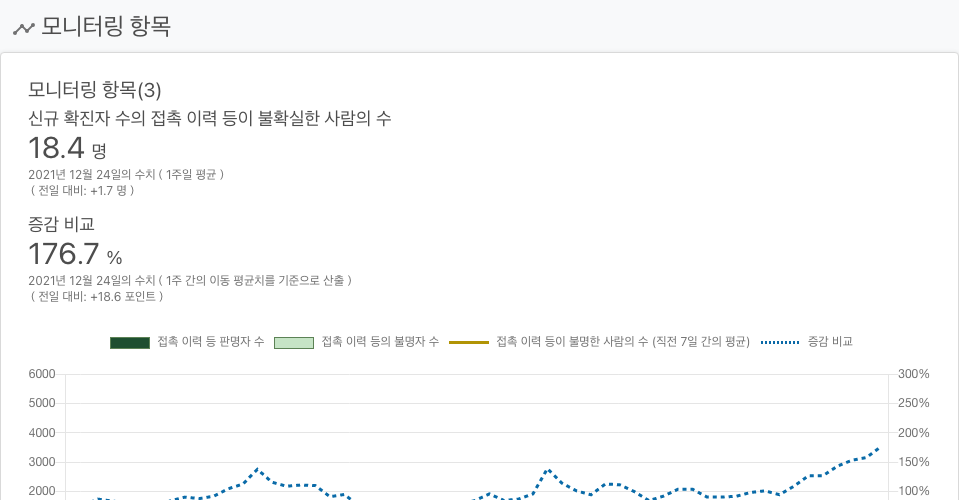 모니터링 항목
모니터링 항목(3)
신규 확진자 수의 접촉 이력 등이 불확실한 사람의 수
18.4 명
2021년 12월 24일의 수치 ( 1주일 평균 )
( 전일 대비: +1.7 명 )
증감 비교
176.7 %
2021년 12월 24일의 수치 ( 1주 간의 이동 평균치를 기준으로 산출 )
( 전일 대비: +18.6 포인트 )
접촉 이력 등 판명자 수 접촉 이력 등의 불명자 수 접촉 이력 등이 불명한 사람의 수 (직전 7일 간의 평균) 증감 비교
6000 300%
5000 250%
4000 200%
3000 150%
2000 100%